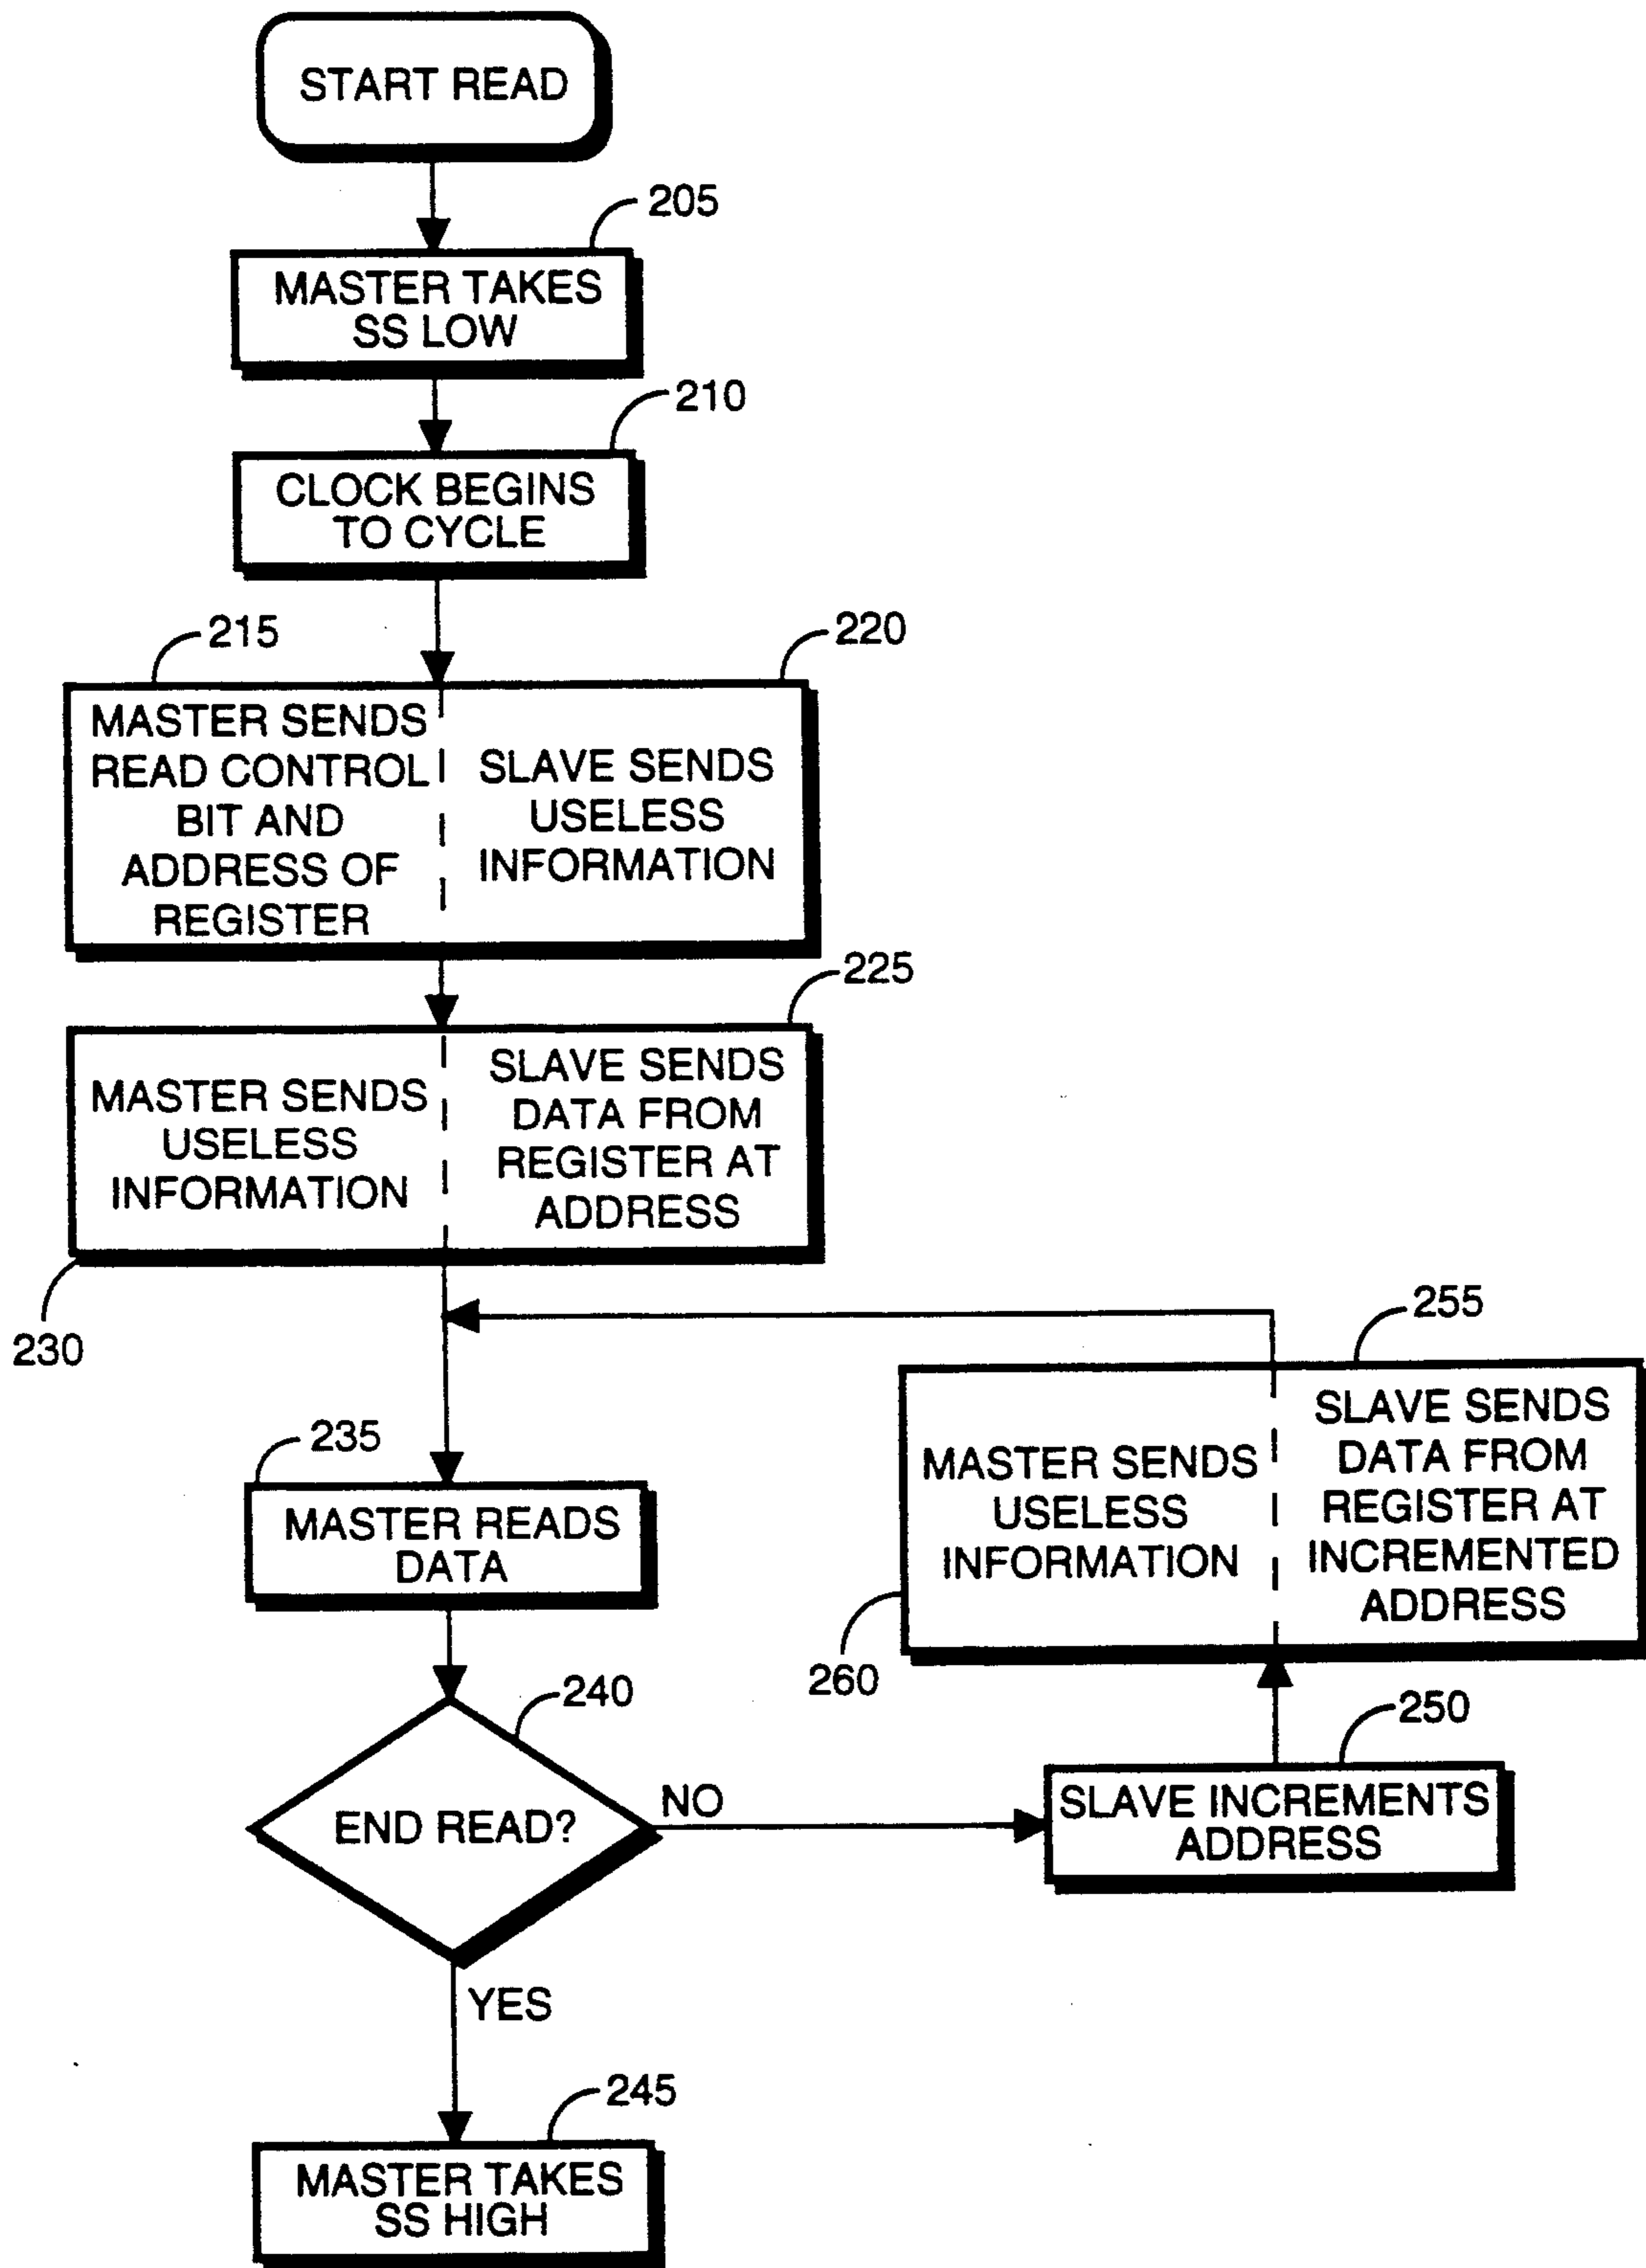 START READ
205
MASTER TAKES
SS LOW
210
CLOCK BEGINS
TO CYCLE
215
MASTER SENDS
READ CONTROL
BIT AND
ADDRESS OF
REGISTER
220
SLAVE SENDS
USELESS
INFORMATION
225
SLAVE SENDS
DATA FROM
REGISTER AT
ADDRESS
MASTER SENDS
USELESS
INFORMATION
230
235
MASTER READS
DATA
240
END READ?
NO
YES
245
MASTER TAKES
SS HIGH
250
SLAVE INCREMENTS
ADDRESS
255
SLAVE SENDS
DATA FROM
REGISTER AT
INCREMENTED
ADDRESS
MASTER SENDS
USELESS
INFORMATION
260